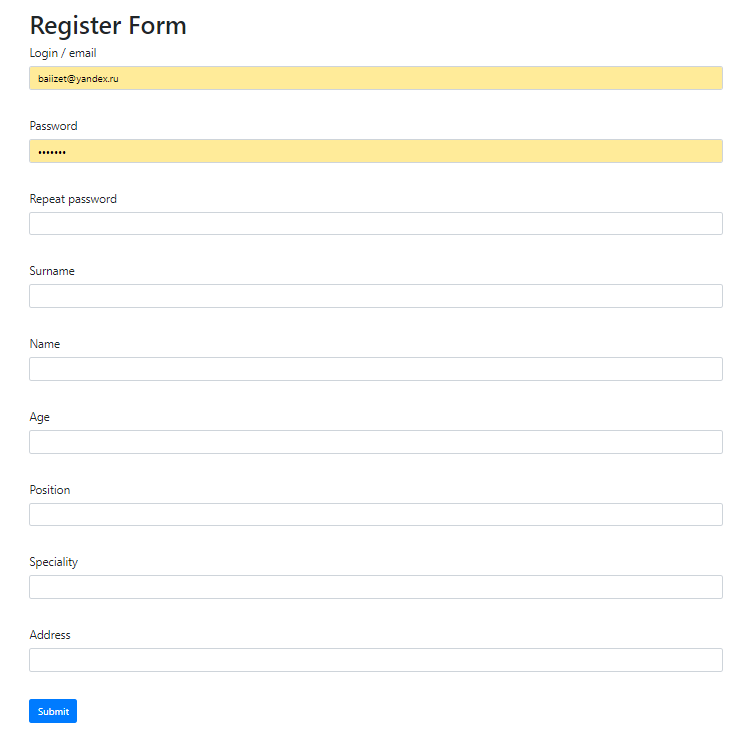 Register Form
Login / email
baiizet@yandex.ru
Password
•••••••
Repeat password
Surname
Name
Age
Position
Speciality
Address
Submit